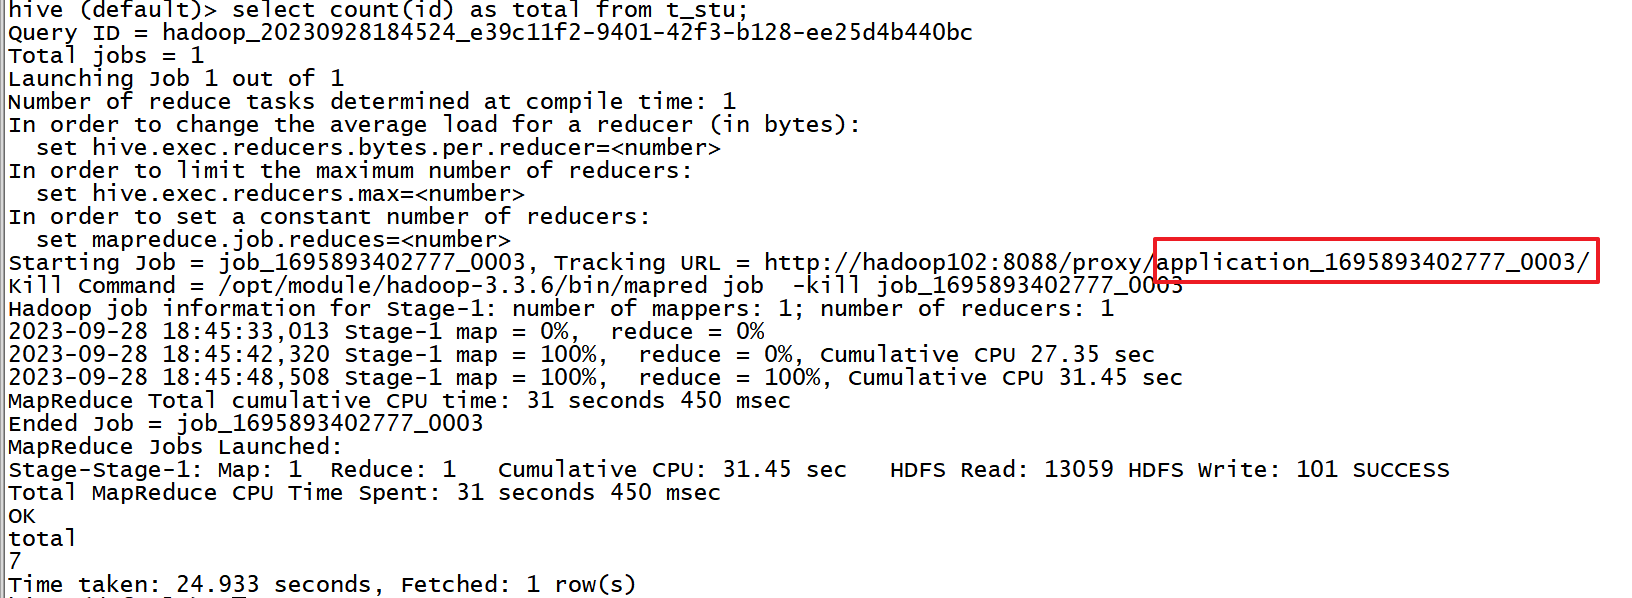 hive (default)> select count(id) as total from t_stu;
Query ID = hadoop_20230928184524_e39c11f2-9401-42f3-b128-ee25d4b440bc
Total jobs = 1
Launching Job 1 out of 1
Number of reduce tasks determined at compile time: 1
In order to change the average load for a reducer (in bytes):
  set hive.exec.reducers.bytes.per.reducer=<number>
In order to limit the maximum number of reducers:
  set hive.exec.reducers.max=<number>
In order to set a constant number of reducers:
  set mapreduce.job.reduces=<number>
Starting Job = job_1695893402777_0003, Tracking URL = http://hadoop102:8088/proxy/application_1695893402777_0003/
Kill Command = /opt/module/hadoop-3.3.6/bin/mapred job  -kill job_1695893402777_0003
Hadoop job information for Stage-1: number of mappers: 1; number of reducers: 1
2023-09-28 18:45:33,013 Stage-1 map = 0%,  reduce = 0%
2023-09-28 18:45:42,320 Stage-1 map = 100%,  reduce = 0%, Cumulative CPU 27.35 sec
2023-09-28 18:45:48,508 Stage-1 map = 100%,  reduce = 100%, Cumulative CPU 31.45 sec
MapReduce Total cumulative CPU time: 31 seconds 450 msec
Ended Job = job_1695893402777_0003
MapReduce Jobs Launched:
Stage-Stage-1: Map: 1  Reduce: 1   Cumulative CPU: 31.45 sec   HDFS Read: 13059 HDFS Write: 101 SUCCESS
Total MapReduce CPU Time Spent: 31 seconds 450 msec
OK
total
7
Time taken: 24.933 seconds, Fetched: 1 row(s)